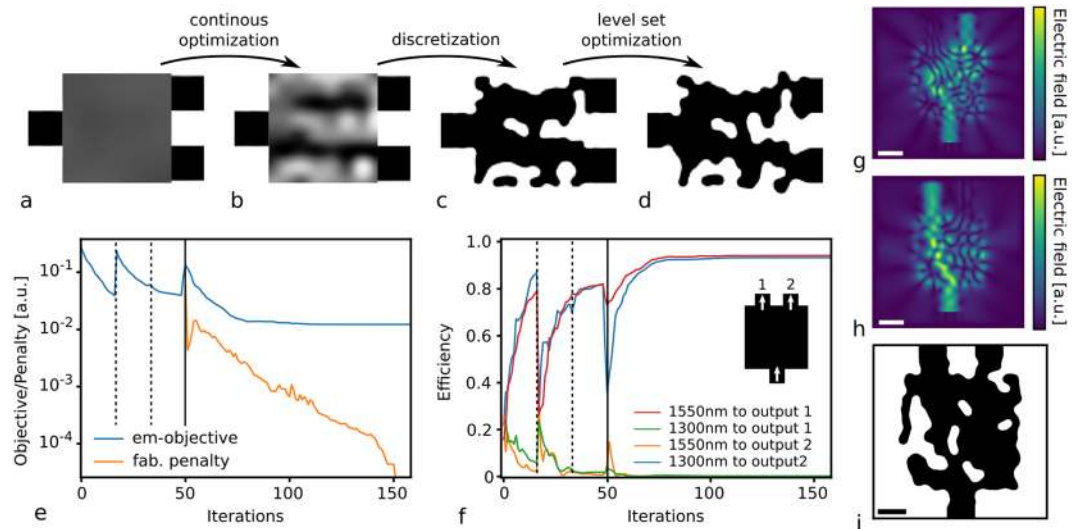 continous
optimization
discretization
level set
optimization
a
b
c
d
g
Electric field [a.u.]
h
Electric field [a.u.]
i
Objective/Penalty [a.u.]
10-1
10-2
10-3
10-4
em-objective
fab. penalty
0
50
100
150
e
Iterations
Efficiency
1.0
0.8
0.6
0.4
0.2
0
1
2
1550nm to output 1
1300nm to output 1
1550nm to output 2
1300nm to output2
0
50
100
150
f
Iterations